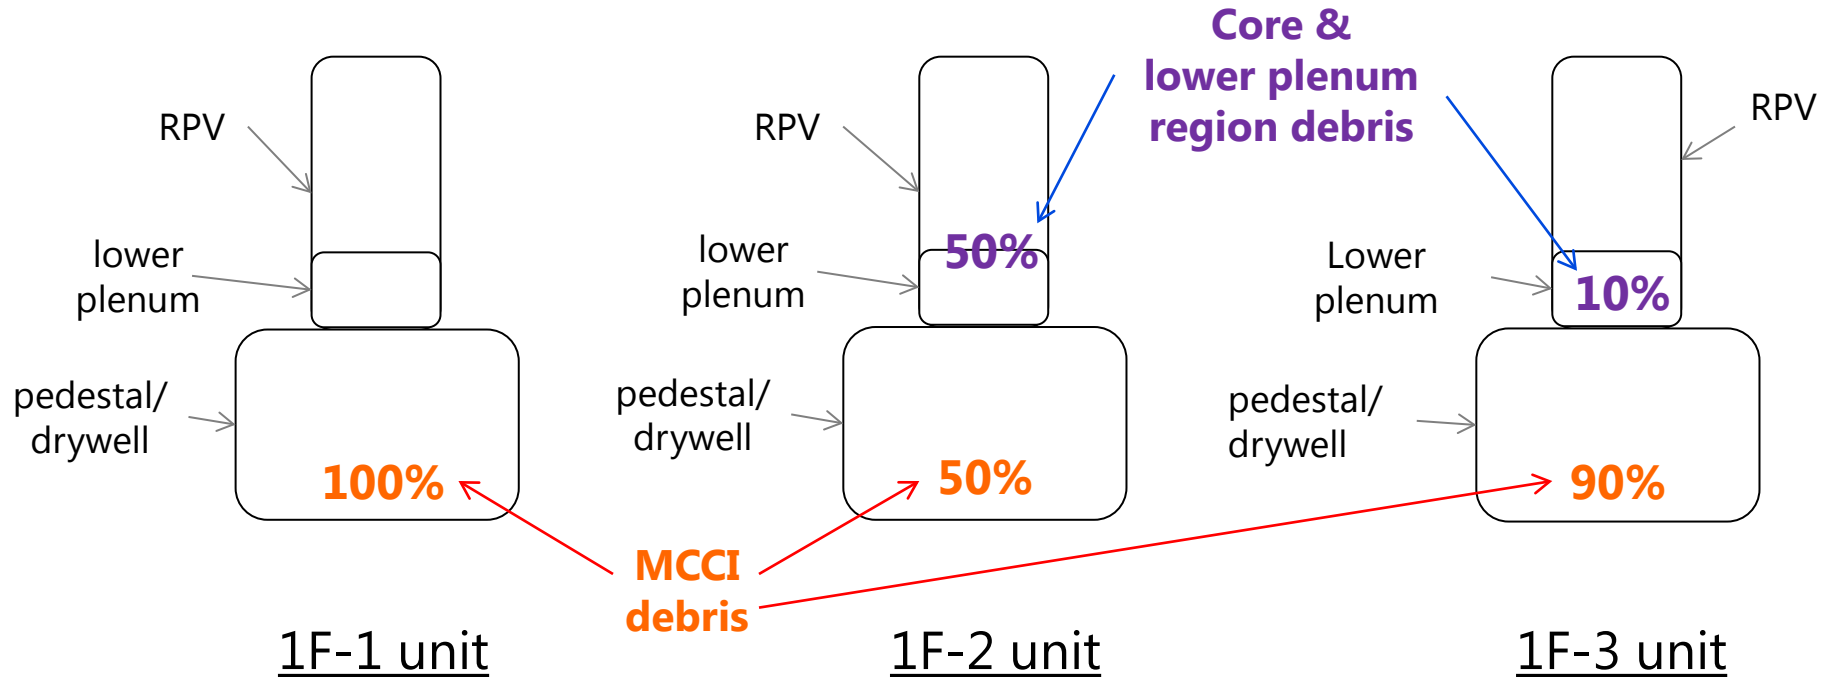 Core &
lower plenum
region debris
RPV
lower
plenum
pedestal/
drywell
100%
1F-1 unit
RPV
lower
plenum
50%
pedestal/
drywell
50%
MCCI
debris
1F-2 unit
RPV
Lower
plenum
10%
pedestal/
drywell
90%
1F-3 unit